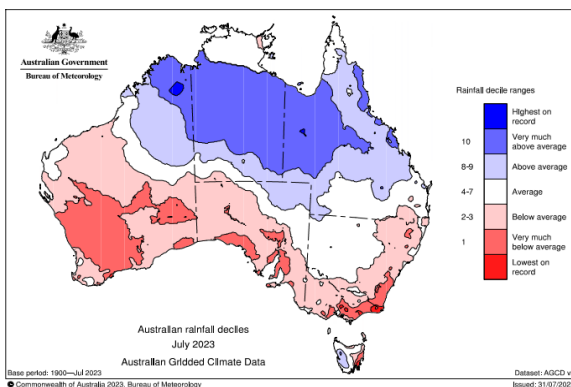 Australian Government
Bureau of Meteorology
Rainfall decile ranges
Highest on
record
10
Very much
above average
8-9
Above average
4-7
Average
2-3
Below average
1
Very much
below average
Lowest on
record
Australian rainfall deciles
July 2023
Australian Gridded Climate Data
Base period: 1900—Jul 2023
Dataset: AGCD v
© Commonwealth of Australia 2023, Bureau of Meteorology
Issued: 31/07/202